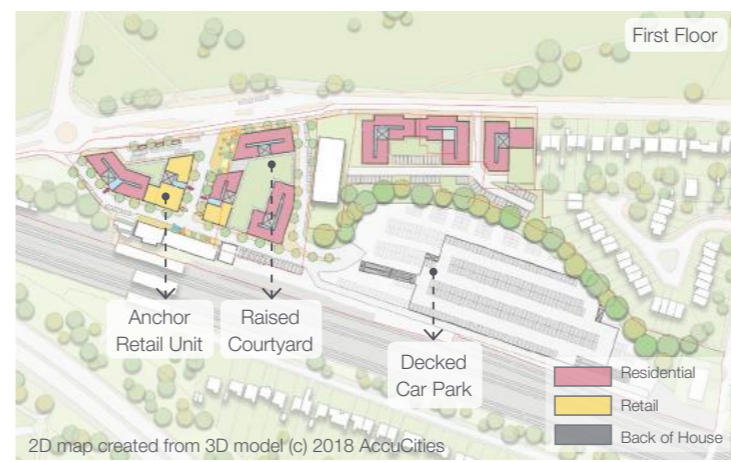 First Floor
Anchor
Retail Unit
Raised
Courtyard
Decked
Car Park
Residential
Retail
Back of House
2D map created from 3D model (c) 2018 AccuCities